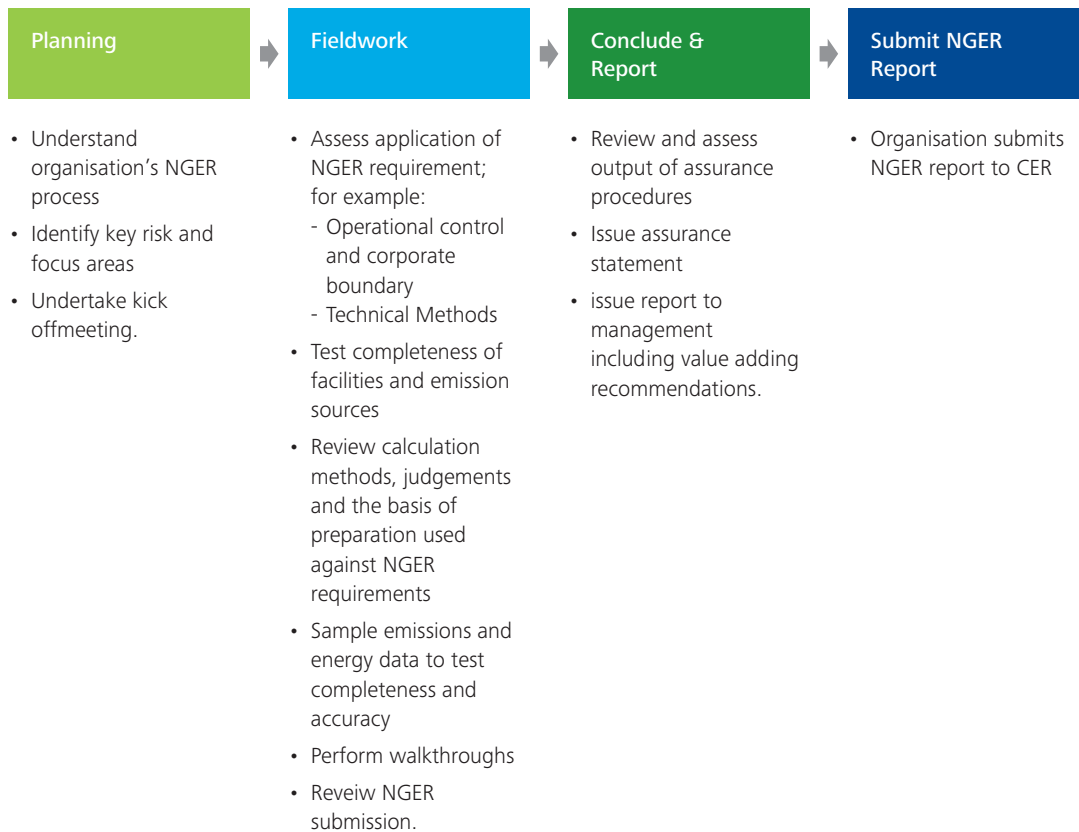 Planning
• Understand
organisation's NGER
process
• Identify key risk and
focus areas
• Undertake kick
offmeeting.
Fieldwork
• Assess application of
NGER requirement;
for example:
- Operational control
and corporate
boundary
- Technical Methods
• Test completeness of
facilities and emission
sources
• Review calculation
methods, judgements
and the basis of
preparation used
against NGER
requirements
• Sample emissions and
energy data to test
completeness and
accuracy
• Perform walkthroughs
• Reveiw NGER
submission.
Conclude &
Report
• Review and assess
output of assurance
procedures
• Issue assurance
statement
• issue report to
management
including value adding
recommendations.
Submit NGER
Report
• Organisation submits
NGER report to CER